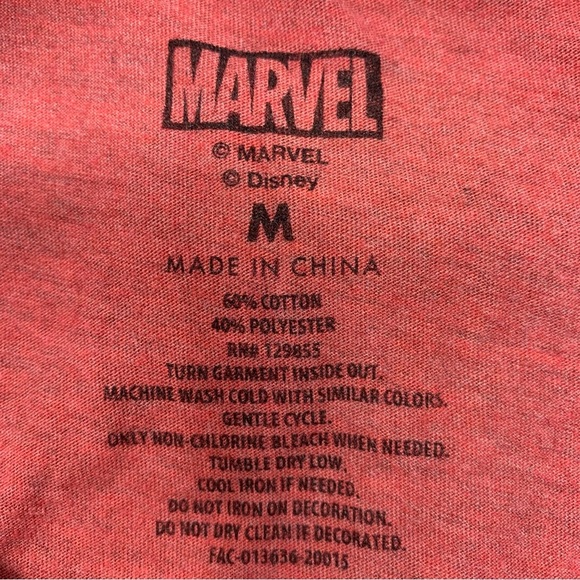 MARVEL
© MARVEL
© Disney
M
MADE IN CHINA
60% COTTON
40% POLYESTER
RN# 129855
TURN GARMENT INSIDE OUT.
MACHINE WASH COLD WITH SIMILAR COLORS.
GENTLE CYCLE.
ONLY NON-CHLORINE BLEACH WHEN NEEDED.
TUMBLE DRY LOW.
COOL IRON IF NEEDED.
DO NOT IRON ON DECORATION.
DO NOT DRY CLEAN IF DECORATED.
FAC-013636-20015